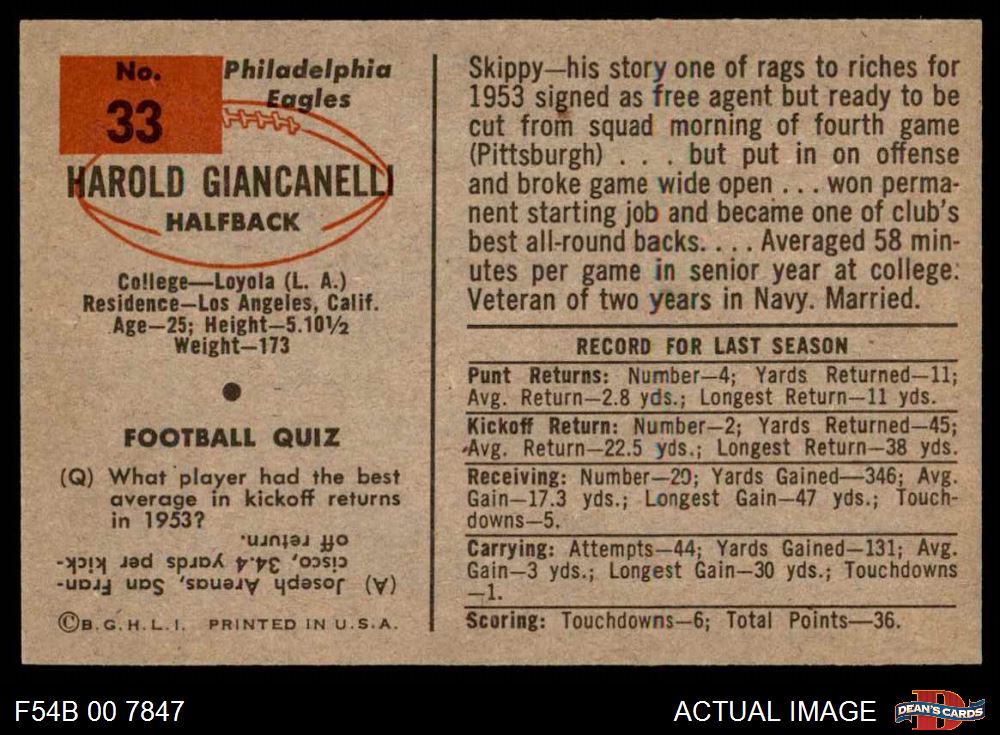 No.
33
Philadelphia
Eagles
HAROLD GIANCANELLI
HALFBACK
College—Loyola (L. A.)
Residence—Los Angeles, Calif.
Age—25; Height—5.10½
Weight—173
FOOTBALL QUIZ
(Q) What player had the best
average in kickoff returns
in 1953?
(A) Joseph Arenas, San Fran-
cisco, 34.4 yards per kick-
off return.
©B.G.H.L.I. PRINTED IN U.S.A.
Skippy—his story one of rags to riches for
1953 signed as free agent but ready to be
cut from squad morning of fourth game
(Pittsburgh) . . . but put in on offense
and broke game wide open . . . won perma-
nent starting job and became one of club's
best all-round backs. . . . Averaged 58 min-
utes per game in senior year at college.
Veteran of two years in Navy. Married.
RECORD FOR LAST SEASON
Punt Returns: Number—4; Yards Returned—11;
Avg. Return—2.8 yds.; Longest Return—11 yds.
Kickoff Return: Number—2; Yards Returned—45;
Avg. Return—22.5 yds.; Longest Return—38 yds.
Receiving: Number—20; Yards Gained—346; Avg.
Gain—17.3 yds.; Longest Gain—47 yds.; Touch-
downs—5.
Carrying: Attempts—44; Yards Gained—131; Avg.
Gain—3 yds.; Longest Gain—30 yds.; Touchdowns
—1.
Scoring: Touchdowns—6; Total Points—36.
F54B 00 7847
ACTUAL IMAGE
DEAN'S CARDS